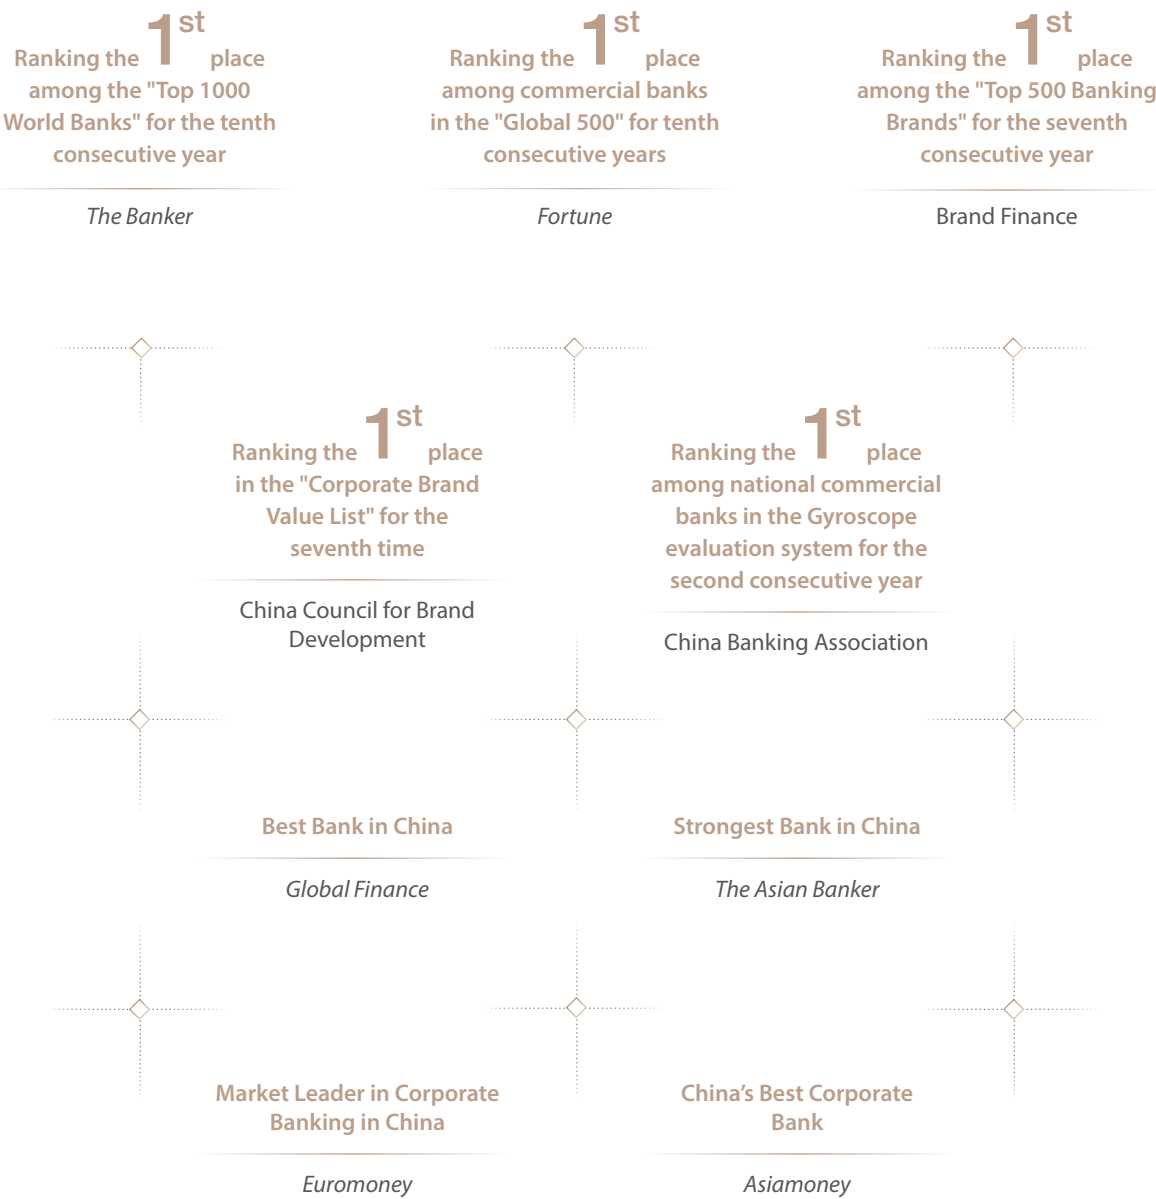 Ranking the 1st place
among the "Top 1000
World Banks" for the tenth
consecutive year
The Banker
Ranking the 1st place
among commercial banks
in the "Global 500" for tenth
consecutive years
Fortune
Ranking the 1st place
among the "Top 500 Banking
Brands" for the seventh
consecutive year
Brand Finance
Ranking the 1st place
in the "Corporate Brand
Value List" for the
seventh time
China Council for Brand
Development
Ranking the 1st place
among national commercial
banks in the Gyroscope
evaluation system for the
second consecutive year
China Banking Association
Best Bank in China
Global Finance
Strongest Bank in China
The Asian Banker
Market Leader in Corporate
Banking in China
Euromoney
China’s Best Corporate
Bank
Asiamoney